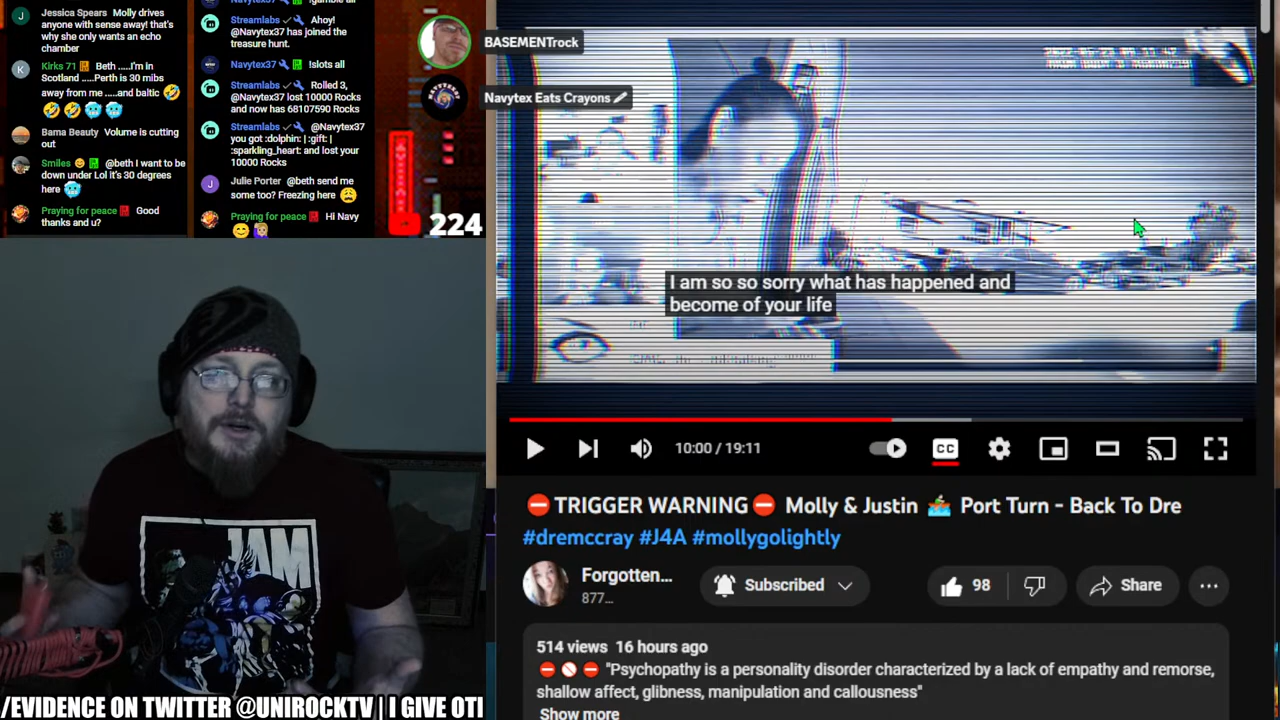 Jessica Spears Molly drives
anyone with sense away! that's
why she only wants an echo
chamber
Kirks 71 Beth .....I'm in
Scotland .....Perth is 30 mibs
away from me ....and baltic 🤣
🤣🤣🥶🥶
Bama Beauty Volume is cutting
out
Smiles 😊 @beth I want to be
down under Lol it's 30 degrees
here 🥶
Praying for peace Good
thanks and u?
Navytex37 !gamble all
Streamlabs Ahoy!
@Navytex37 has joined the
treasure hunt.
Navytex37 !slots all
Streamlabs Rolled 3,
@Navytex37 lost 10000 Rocks
and now has 68107590 Rocks
Streamlabs @Navytex37
you got :dolphin: | :gift: |
:sparkling_heart: and lost your
10000 Rocks
Julie Porter @beth send me
some too? Freezing here 😩
Praying for peace Hi Navy
224
BASEMENTrock
Navytex Eats Crayons
I am so so sorry what has happened and
become of your life
10:00 / 19:11
CC
⛔TRIGGER WARNING⛔ Molly & Justin 🚣 Port Turn - Back To Dre
#dremccray #J4A #mollygolightly
Forgotten...
877...
Subscribed
98
Share
514 views 16 hours ago
⛔🚫⛔ "Psychopathy is a personality disorder characterized by a lack of empathy and remorse,
shallow affect, glibness, manipulation and callousness"
Show more
JAM
/EVIDENCE ON TWITTER @UNIROCKTV | I GIVE OTI